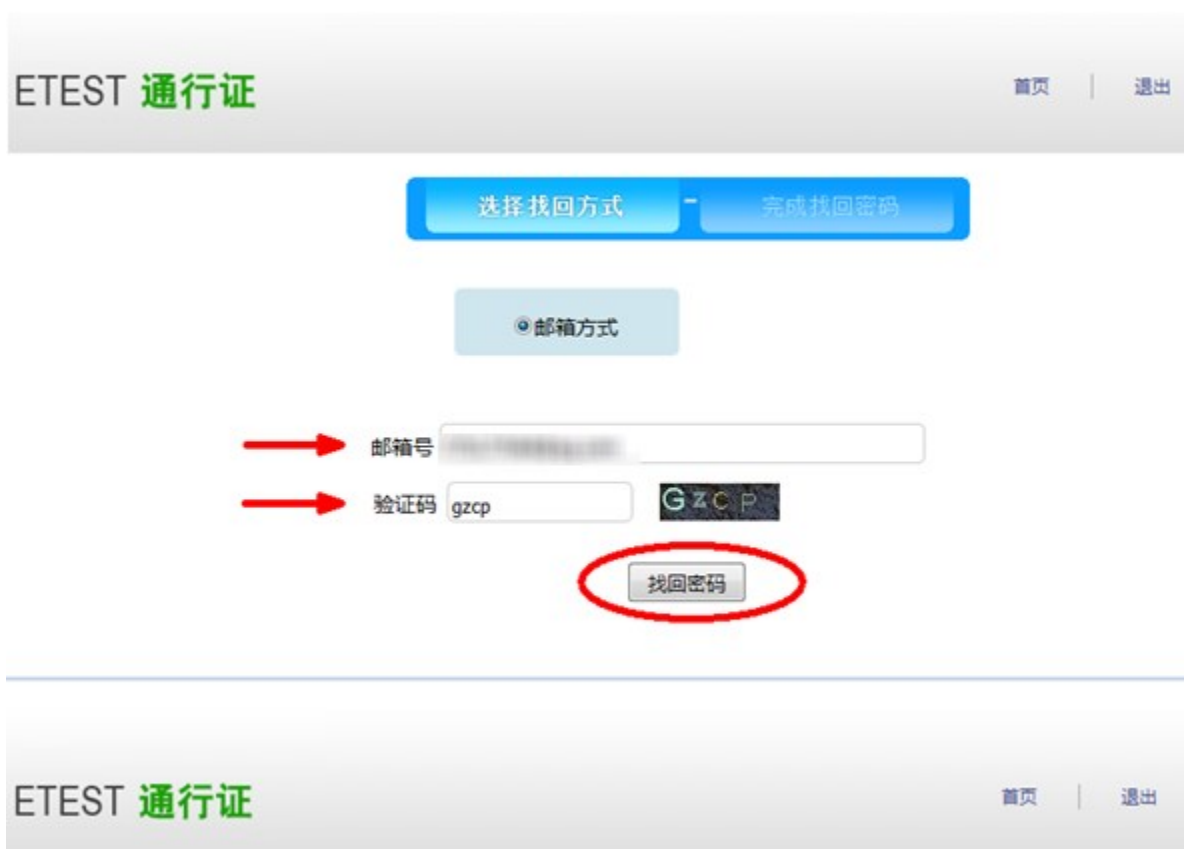 ETEST 通行证 首页 | 退出
选择找回方式 - 完成找回密码
邮箱方式
邮箱号
验证码 gzcp GZCP
找回密码
ETEST 通行证 首页 | 退出